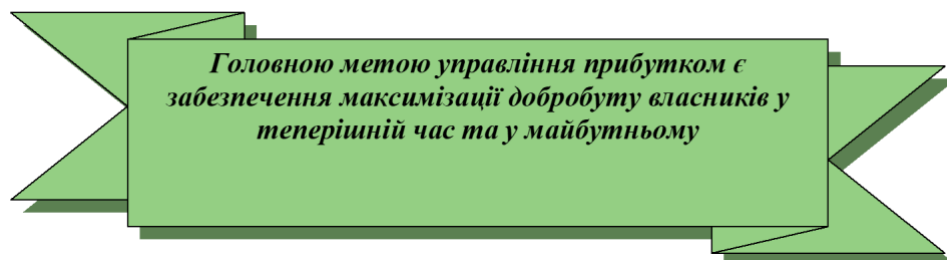 Головною метою управління прибутком є
забезпечення максимізації добробуту власників у
теперішній час та у майбутньому